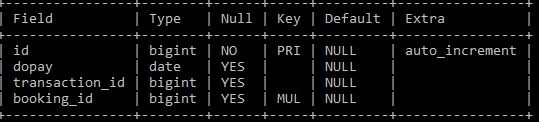 | Field | Type | Null | Key | Default | Extra |
| id | bigint | NO | PRI | NULL | auto_increment |
| dopay | date | YES | | NULL | |
| transaction_id | bigint | YES | | NULL | |
| booking_id | bigint | YES | MUL | NULL | |